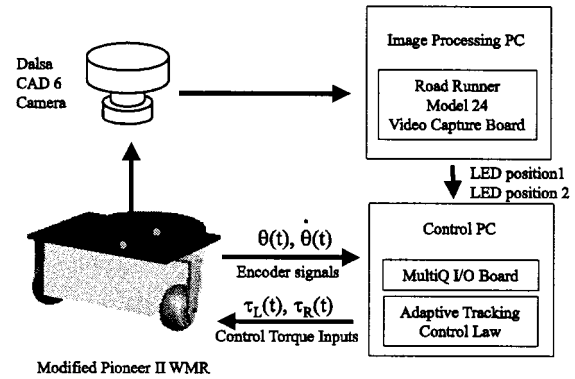 Dalsa
CAD 6
Camera
Image Processing PC
Road Runner
Model 24
Video Capture Board
LED position1
LED position 2
θ(t), θ̇(t)
Encoder signals
τL(t), τR(t)
Control Torque Inputs
Control PC
MultiQ I/O Board
Adaptive Tracking
Control Law
Modified Pioneer II WMR